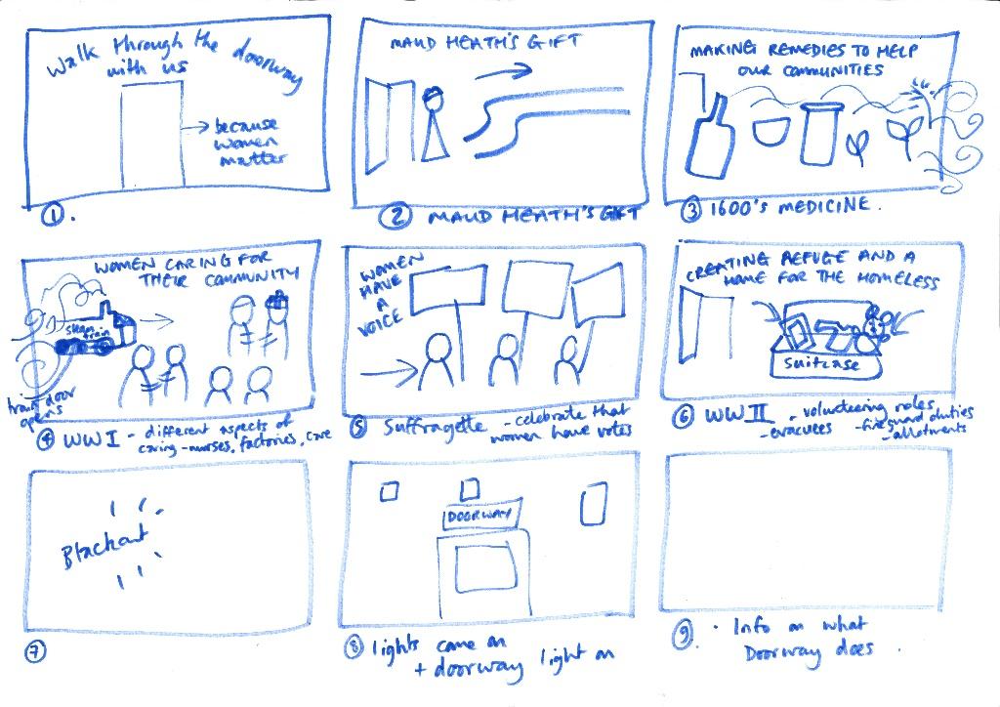 Walk through the doorway
with us
because
women
matter
①.
MAUD HEATH'S GIFT
② MAUD HEATH'S GIFT
MAKING REMEDIES TO HELP
OUR COMMUNITIES
③ 1600's MEDICINE.
WOMEN CARING FOR
THEIR COMMUNITY
steam
train
train door
opens
④ WWI - different aspects of
caring - nurses, factories, care
WOMEN
HAVE
A
VOICE
⑤ Suffragette - celebrate that
women have votes
CREATING REFUGE AND A
HOME FOR THE HOMELESS
Suitcase
⑥ WWII - volunteering roles
- evacuees - fireguard duties
- allotments
Blackout
⑦
DOORWAY
⑧ lights come on
+ doorway light on
⑨ . Info on what
Doorway does .